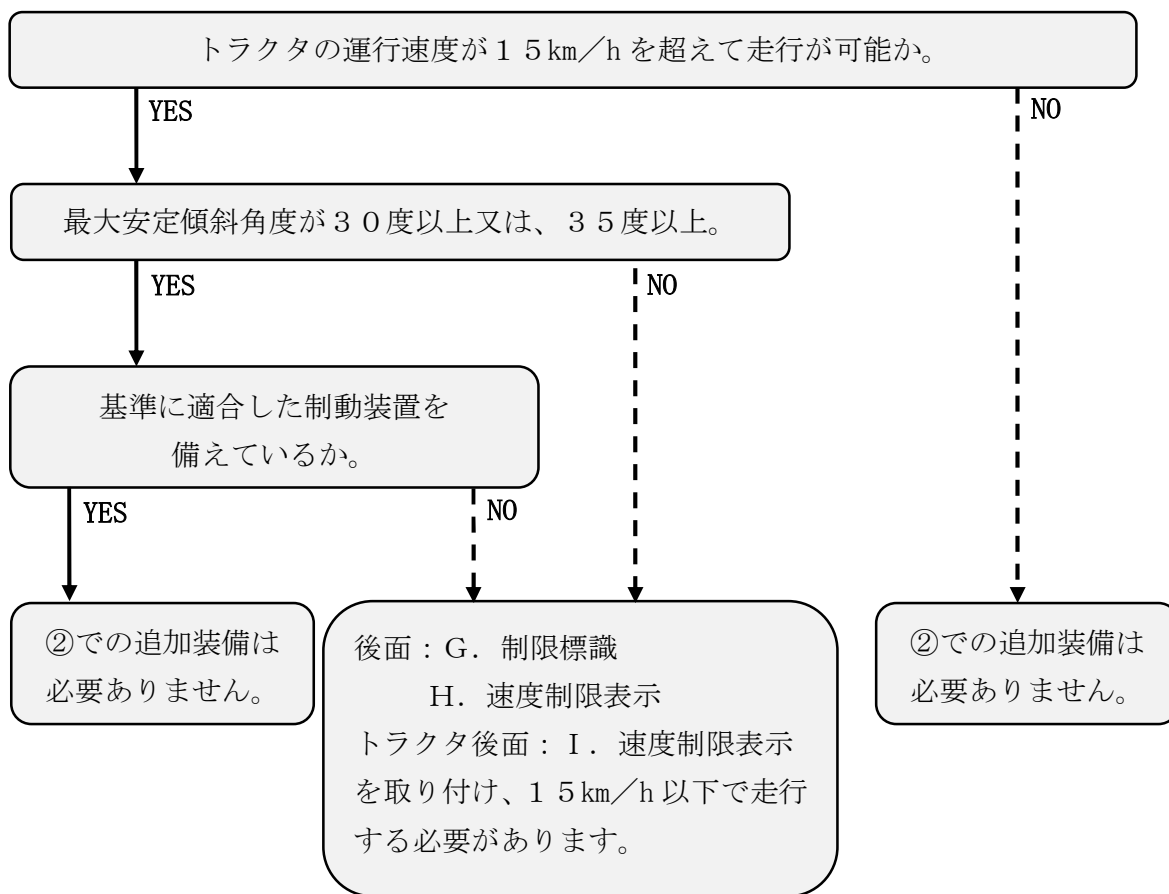 トラクタの運行速度が１５㎞／h を超えて走行が可能か。
YES
NO
最大安定傾斜角度が３０度以上又は、３５度以上。
YES
NO
基準に適合した制動装置を
備えているか。
YES
NO
②での追加装備は
必要ありません。
後面：Ｇ．制限標識
Ｈ．速度制限表示
トラクタ後面：Ｉ．速度制限表示
を取り付け、１５㎞／h 以下で走行
する必要があります。
②での追加装備は
必要ありません。